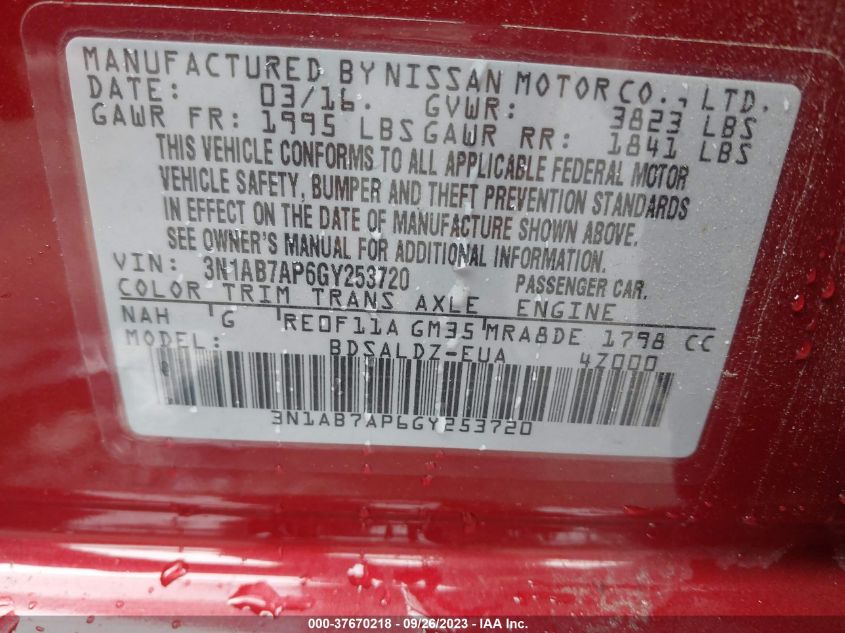 MANUFACTURED BY NISSAN MOTOR CO., LTD.
DATE: 03/16. GVWR: 3823 LBS
GAWR FR: 1995 LBS GAWR RR: 1841 LBS
THIS VEHICLE CONFORMS TO ALL APPLICABLE FEDERAL MOTOR
VEHICLE SAFETY, BUMPER AND THEFT PREVENTION STANDARDS
IN EFFECT ON THE DATE OF MANUFACTURE SHOWN ABOVE.
SEE OWNER'S MANUAL FOR ADDITIONAL INFORMATION.
VIN: 3N1AB7AP6GY253720 PASSENGER CAR.
COLOR TRIM TRANS AXLE ENGINE
NAH G RE0F11A GM35 MRA8DE 1798 CC
MODEL: BDSALDZ-EUA 4Z000
3N1AB7AP6GY253720
000-37670218 - 09/26/2023 - IAAI.COM